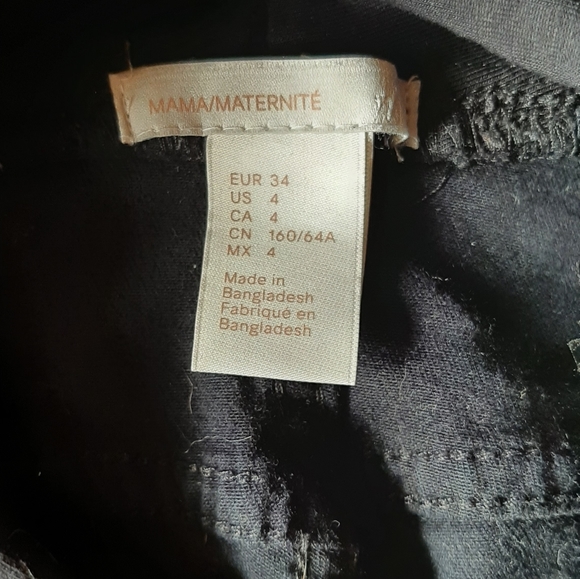 MAMA/MATERNITÉ
EUR 34
US 4
CA 4
CN 160/64A
MX 4
Made in
Bangladesh
Fabriqué en
Bangladesh